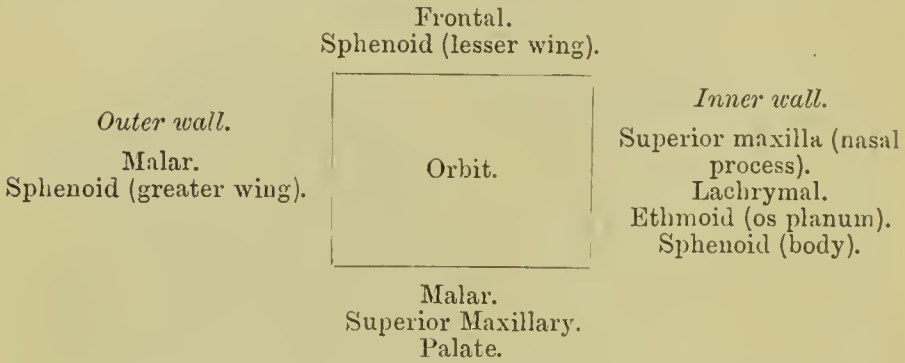 Frontal.
Sphenoid (lesser wing).
Outer wall.
Malar.
Sphenoid (greater wing).
Orbit.
Inner wall.
Superior maxilla (nasal
process).
Lachrymal.
Ethmoid (os planum).
Sphenoid (body).
Malar.
Superior Maxillary.
Palate.